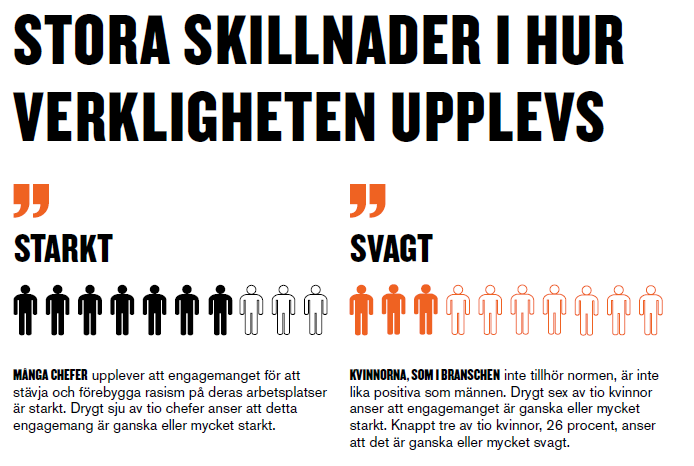 STORA SKILLNADER I HUR
VERKLIGHETEN UPPLEVS
”
STARKT
MÅNGA CHEFER upplever att engagemanget för att
stävja och förebygga rasism på deras arbetsplatser
är starkt. Drygt sju av tio chefer anser att detta
engagemang är ganska eller mycket starkt.
”
SVAGT
KVINNORNA, SOM I BRANSCHEN inte tillhör normen, är inte
lika positiva som männen. Drygt sex av tio kvinnor
anser att engagemanget är ganska eller mycket
starkt. Knappt tre av tio kvinnor, 26 procent, anser
att det är ganska eller mycket svagt.